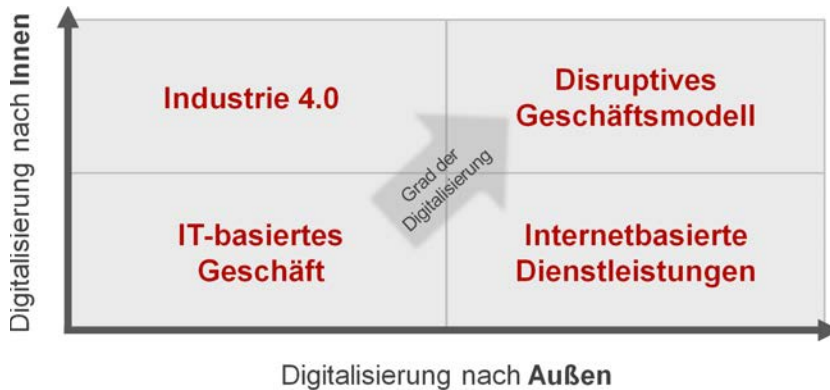 Digitalisierung nach Innen
Industrie 4.0
Disruptives
Geschäftsmodell
Grad der
Digitalisierung
IT-basiertes
Geschäft
Internetbasierte
Dienstleistungen
Digitalisierung nach Außen